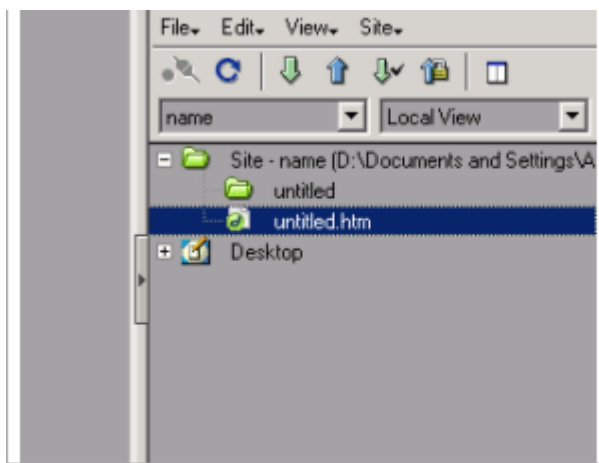 File Edit View Site
name Local View
Site - name (D:\Documents and Settings\A
untitled
untitled.htm
Desktop